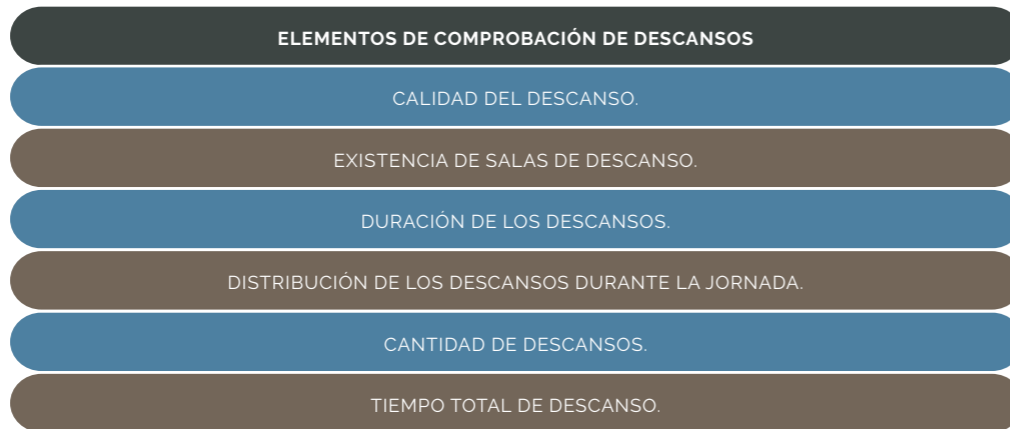 ELEMENTOS DE COMPROBACIÓN DE DESCANSOS
CALIDAD DEL DESCANSO.
EXISTENCIA DE SALAS DE DESCANSO.
DURACIÓN DE LOS DESCANSOS.
DISTRIBUCIÓN DE LOS DESCANSOS DURANTE LA JORNADA.
CANTIDAD DE DESCANSOS.
TIEMPO TOTAL DE DESCANSO.